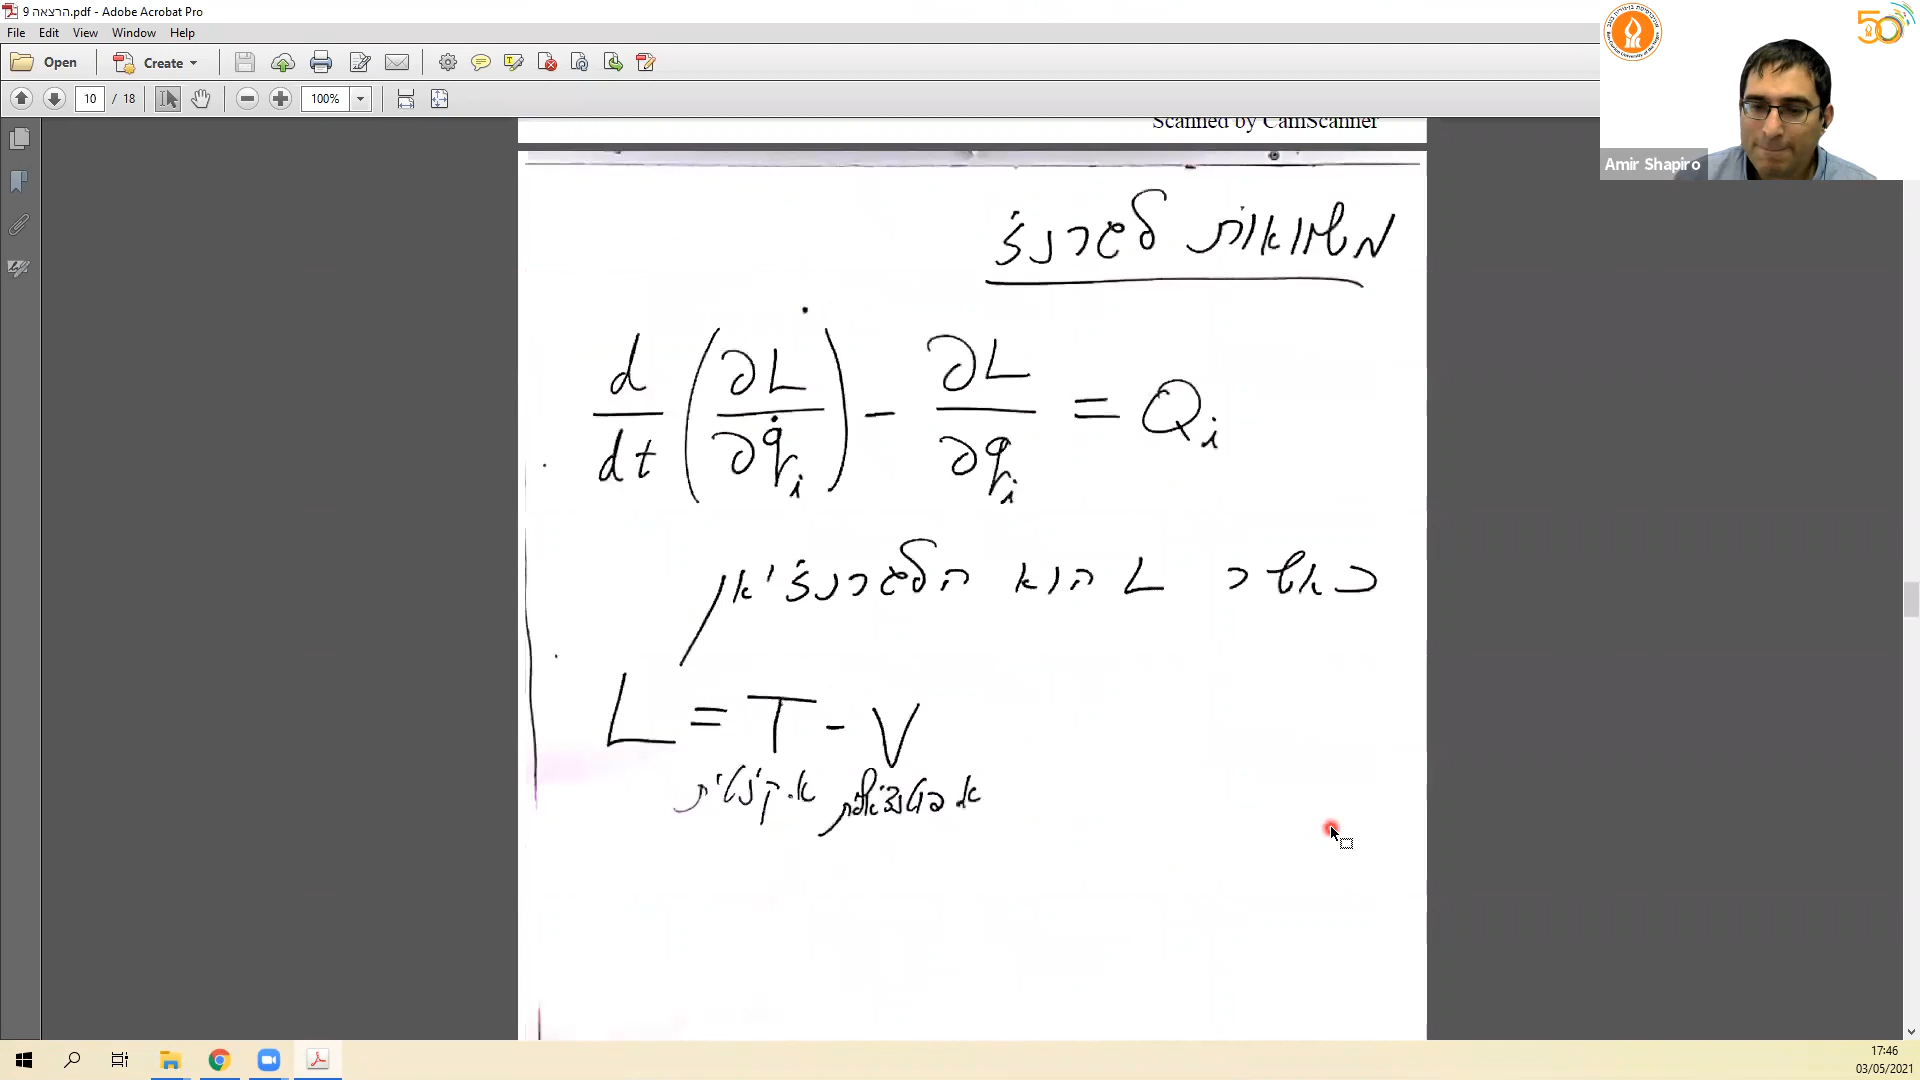 הרצאה 9.pdf - Adobe Acrobat Pro
File Edit View Window Help
Open Create
10 / 18 100%
Scanned by CamScanner
משוואות לגרנז'
d/dt (∂L/∂q̇ᵢ) - ∂L/∂qᵢ = Qᵢ
כאשר L הוא הלגרנז'יאן
L = T - V
א. קינטית א. פוטנציאלית
Amir Shapiro
50
17:46
03/05/2021